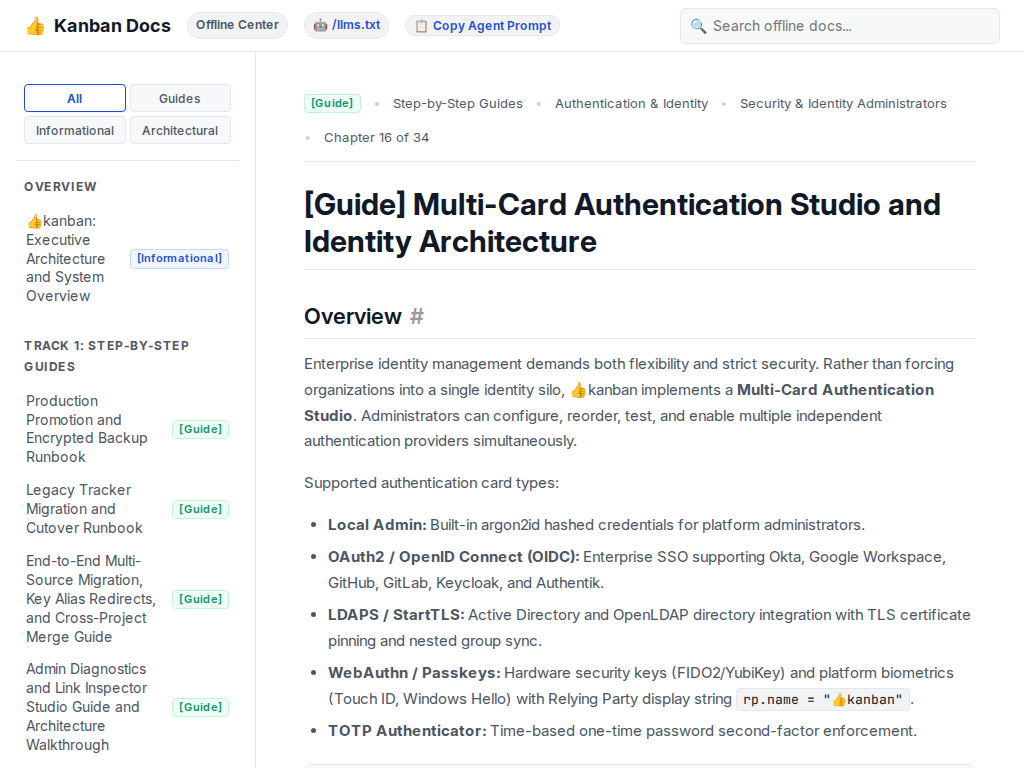 👍 Kanban Docs Offline Center 🤖 /llms.txt 📋 Copy Agent Prompt 🔍 Search offline docs...
All Guides
Informational Architectural
OVERVIEW
👍kanban:
Executive
Architecture
and System
Overview
[Informational]
TRACK 1: STEP-BY-STEP
GUIDES
Production
Promotion and
Encrypted Backup
Runbook
[Guide]
Legacy Tracker
Migration and
Cutover Runbook
[Guide]
End-to-End Multi-
Source Migration,
Key Alias Redirects,
and Cross-Project
Merge Guide
[Guide]
Admin Diagnostics
and Link Inspector
Studio Guide and
Architecture
Walkthrough
[Guide]
[Guide] • Step-by-Step Guides • Authentication & Identity • Security & Identity Administrators
• Chapter 16 of 34
[Guide] Multi-Card Authentication Studio and
Identity Architecture
Overview #
Enterprise identity management demands both flexibility and strict security. Rather than forcing
organizations into a single identity silo, 👍kanban implements a Multi-Card Authentication
Studio. Administrators can configure, reorder, test, and enable multiple independent
authentication providers simultaneously.
Supported authentication card types:
• Local Admin: Built-in argon2id hashed credentials for platform administrators.
• OAuth2 / OpenID Connect (OIDC): Enterprise SSO supporting Okta, Google Workspace,
GitHub, GitLab, Keycloak, and Authentik.
• LDAPS / StartTLS: Active Directory and OpenLDAP directory integration with TLS certificate
pinning and nested group sync.
• WebAuthn / Passkeys: Hardware security keys (FIDO2/YubiKey) and platform biometrics
(Touch ID, Windows Hello) with Relying Party display string rp.name = "👍kanban".
• TOTP Authenticator: Time-based one-time password second-factor enforcement.